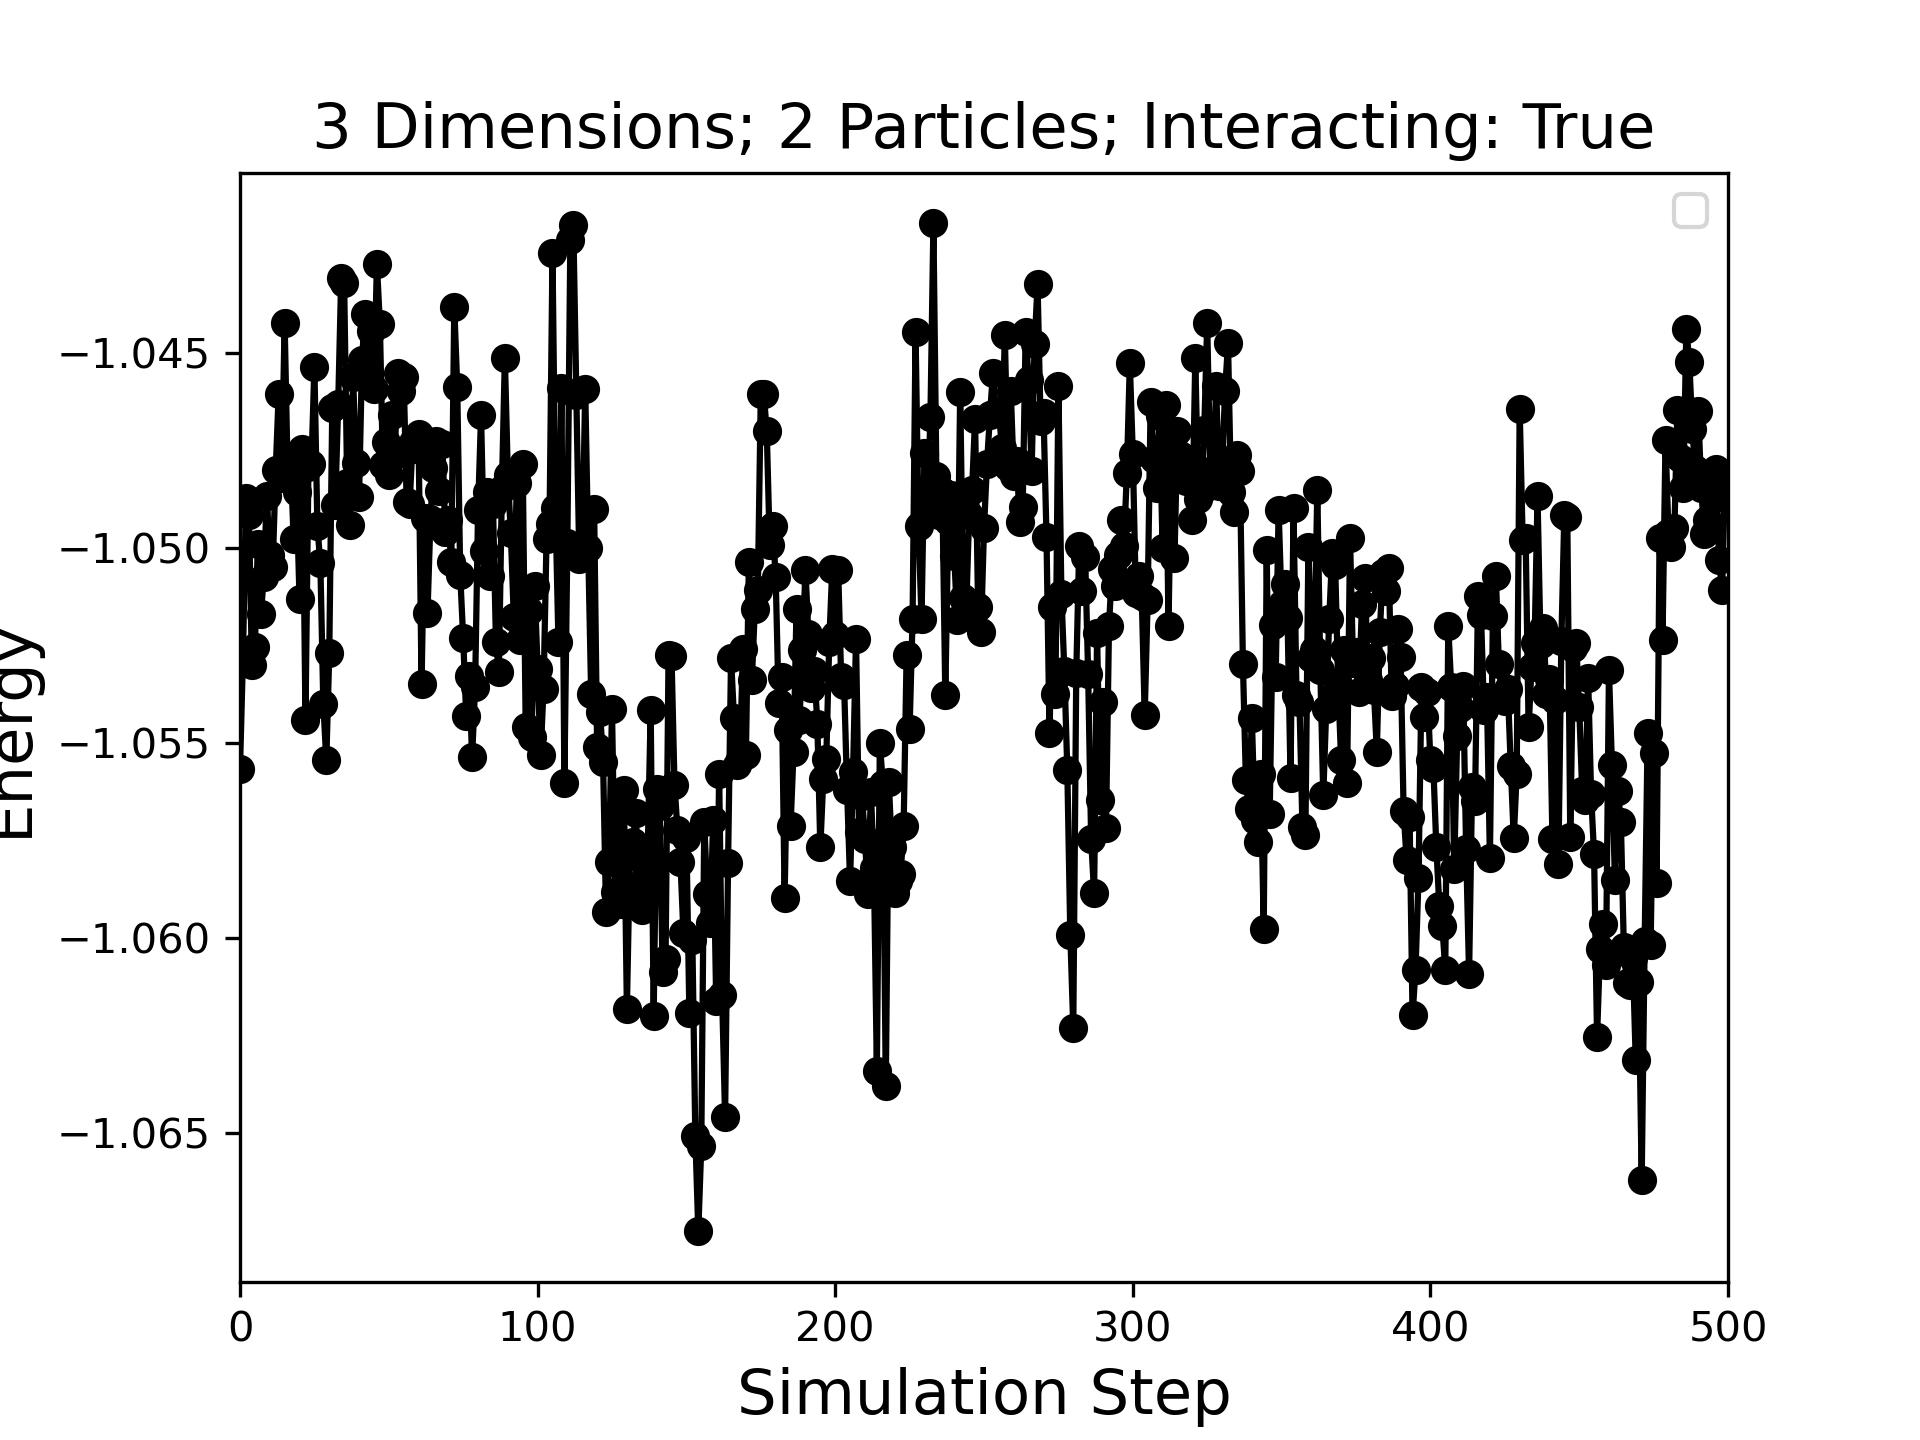 3 Dimensions; 2 Particles; Interacting: True
Energy
−1.045
−1.050
−1.055
−1.060
−1.065
0 100 200 300 400 500
Simulation Step